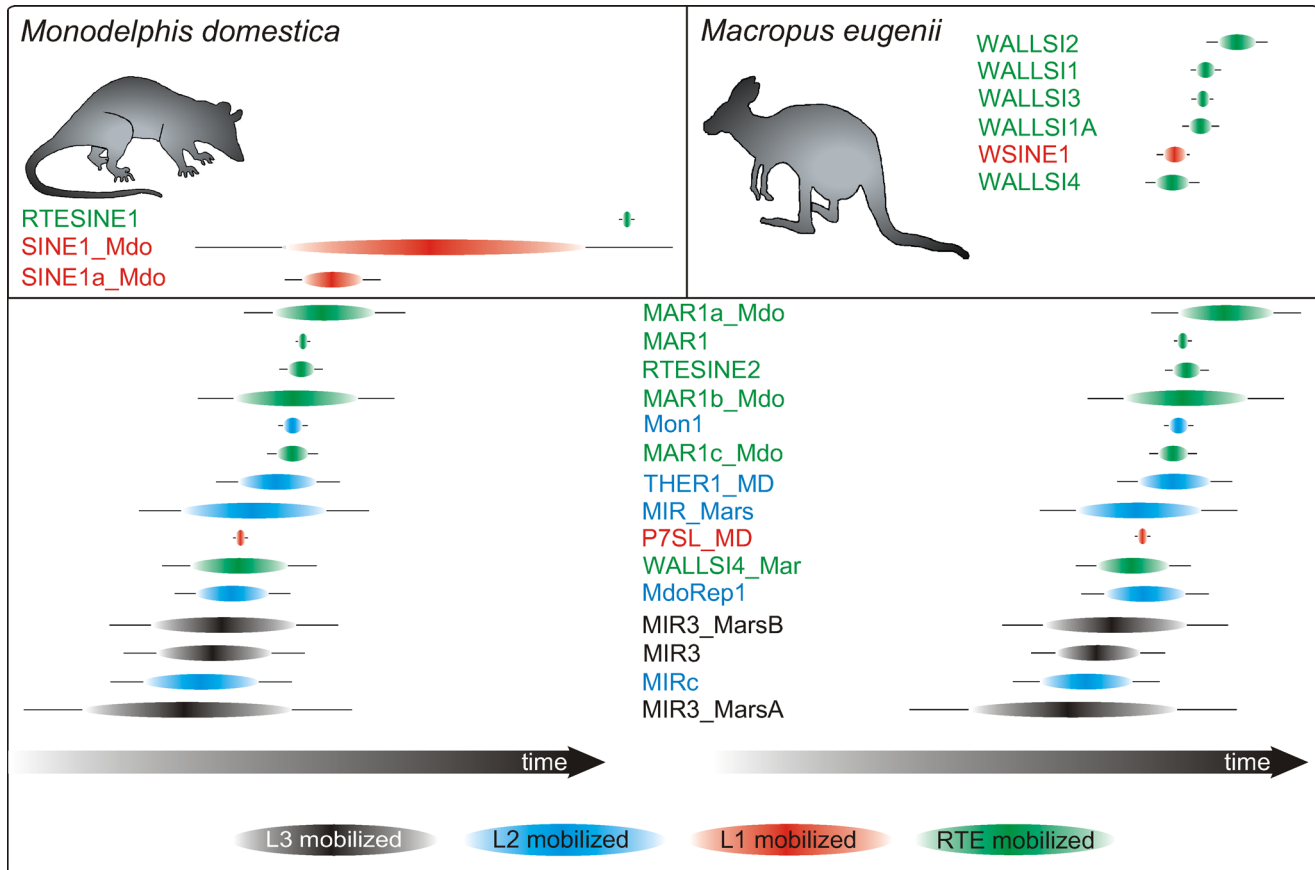 Monodelphis domestica
RTESINE1
SINE1_Mdo
SINE1a_Mdo
Macropus eugenii
WALLSI2
WALLSI1
WALLSI3
WALLSI1A
WSINE1
WALLSI4
MAR1a_Mdo
MAR1
RTESINE2
MAR1b_Mdo
Mon1
MAR1c_Mdo
THER1_MD
MIR_Mars
P7SL_MD
WALLSI4_Mar
MdoRep1
MIR3_MarsB
MIR3
MIRc
MIR3_MarsA
time
time
L3 mobilized
L2 mobilized
L1 mobilized
RTE mobilized